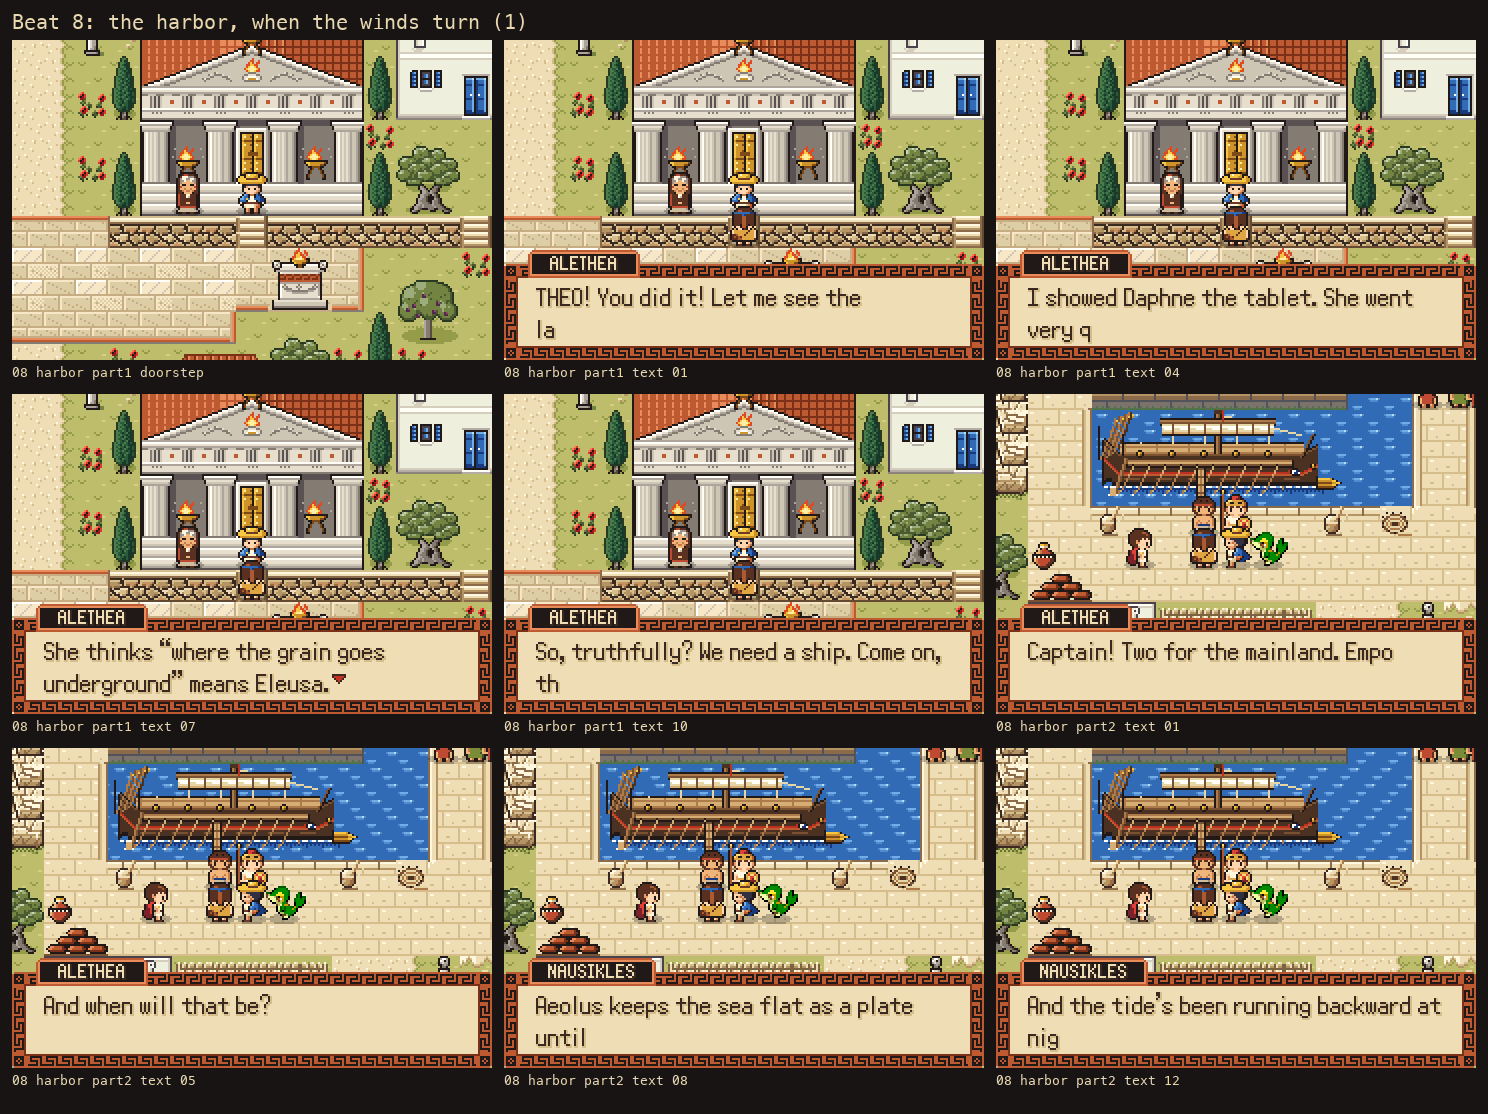 Beat 8: the harbor, when the winds turn (1)
ALETHEA
THEO! You did it! Let me see the
la
ALETHEA
I showed Daphne the tablet. She went
very q
08 harbor part1 doorstep
08 harbor part1 text 01
08 harbor part1 text 04
ALETHEA
She thinks “where the grain goes
underground” means Eleusa.
ALETHEA
So, truthfully? We need a ship. Come on,
th
ALETHEA
Captain! Two for the mainland. Empo
08 harbor part1 text 07
08 harbor part1 text 10
08 harbor part2 text 01
ALETHEA
And when will that be?
NAUSIKLES
Aeolus keeps the sea flat as a plate
until
NAUSIKLES
And the tide’s been running backward at
nig
08 harbor part2 text 05
08 harbor part2 text 08
08 harbor part2 text 12